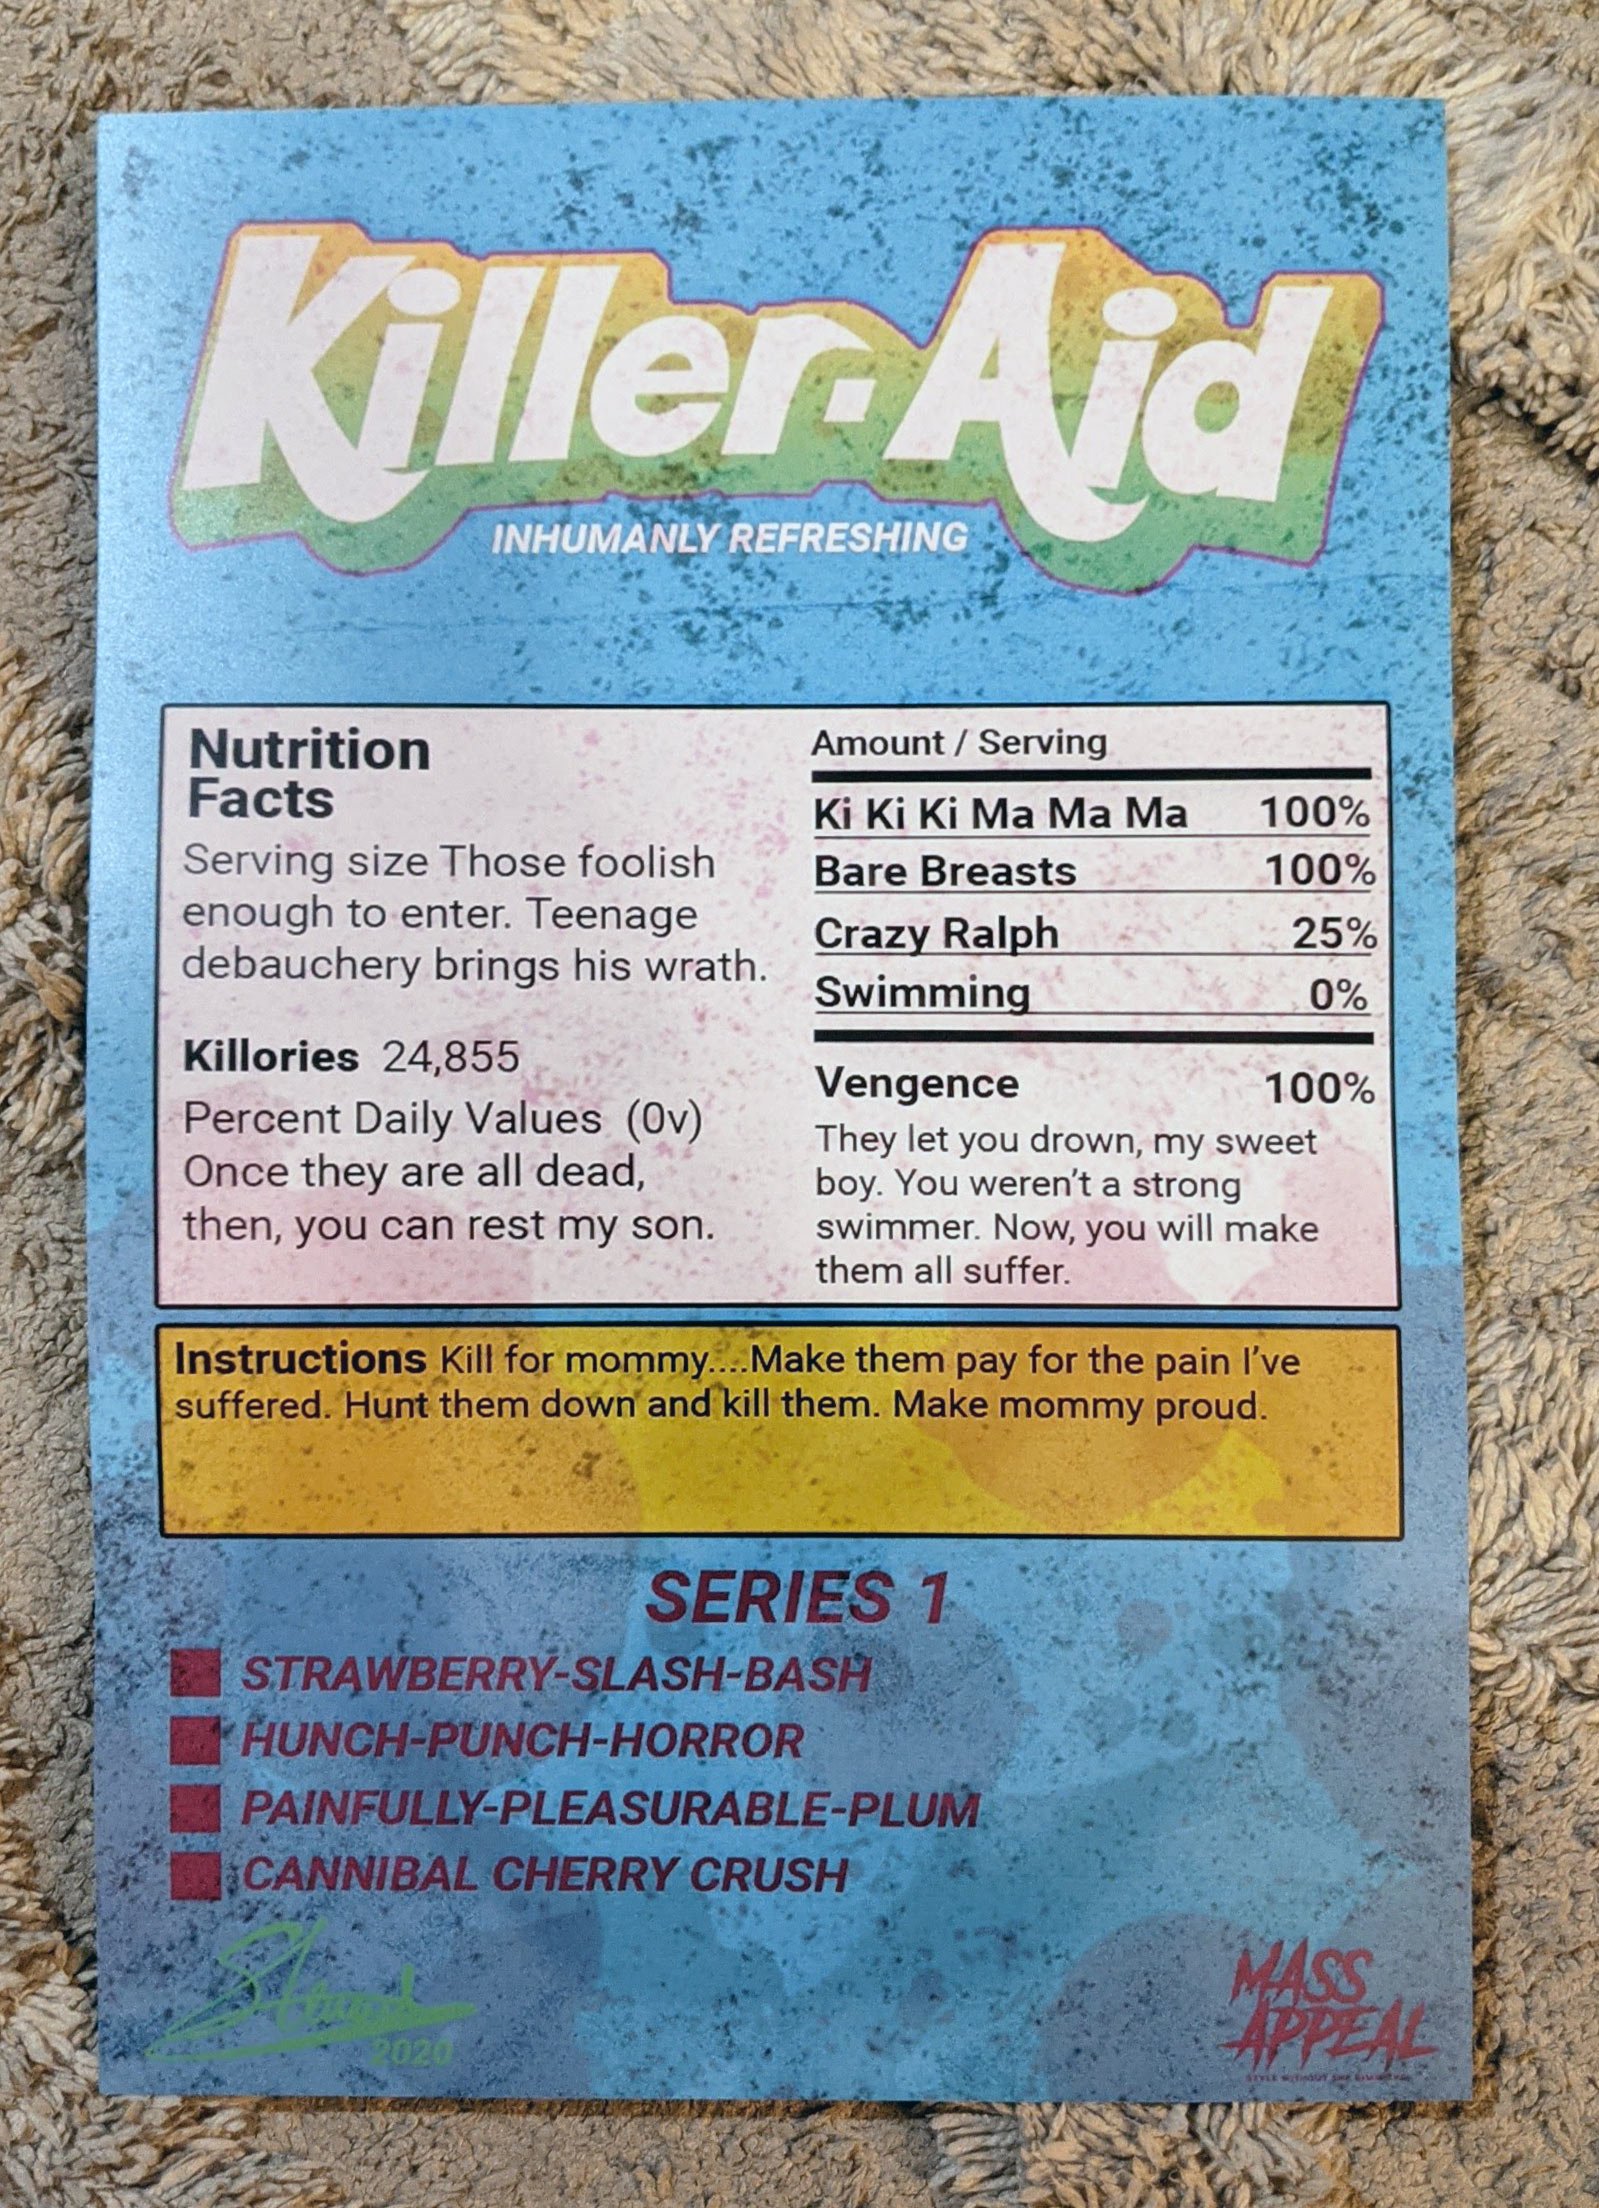 Killer-Aid
INHUMANLY REFRESHING
Nutrition
Facts
Serving size Those foolish
enough to enter. Teenage
debauchery brings his wrath.
Killories 24,855
Percent Daily Values (0v)
Once they are all dead,
then, you can rest my son.
Amount / Serving
Ki Ki Ki Ma Ma Ma 100%
Bare Breasts 100%
Crazy Ralph 25%
Swimming 0%
Vengence 100%
They let you drown, my sweet
boy. You weren't a strong
swimmer. Now, you will make
them all suffer.
Instructions Kill for mommy....Make them pay for the pain I've
suffered. Hunt them down and kill them. Make mommy proud.
SERIES 1
STRAWBERRY-SLASH-BASH
HUNCH-PUNCH-HORROR
PAINFULLY-PLEASURABLE-PLUM
CANNIBAL CHERRY CRUSH
2020
MASS
APPEAL
STYLE WITHOUT